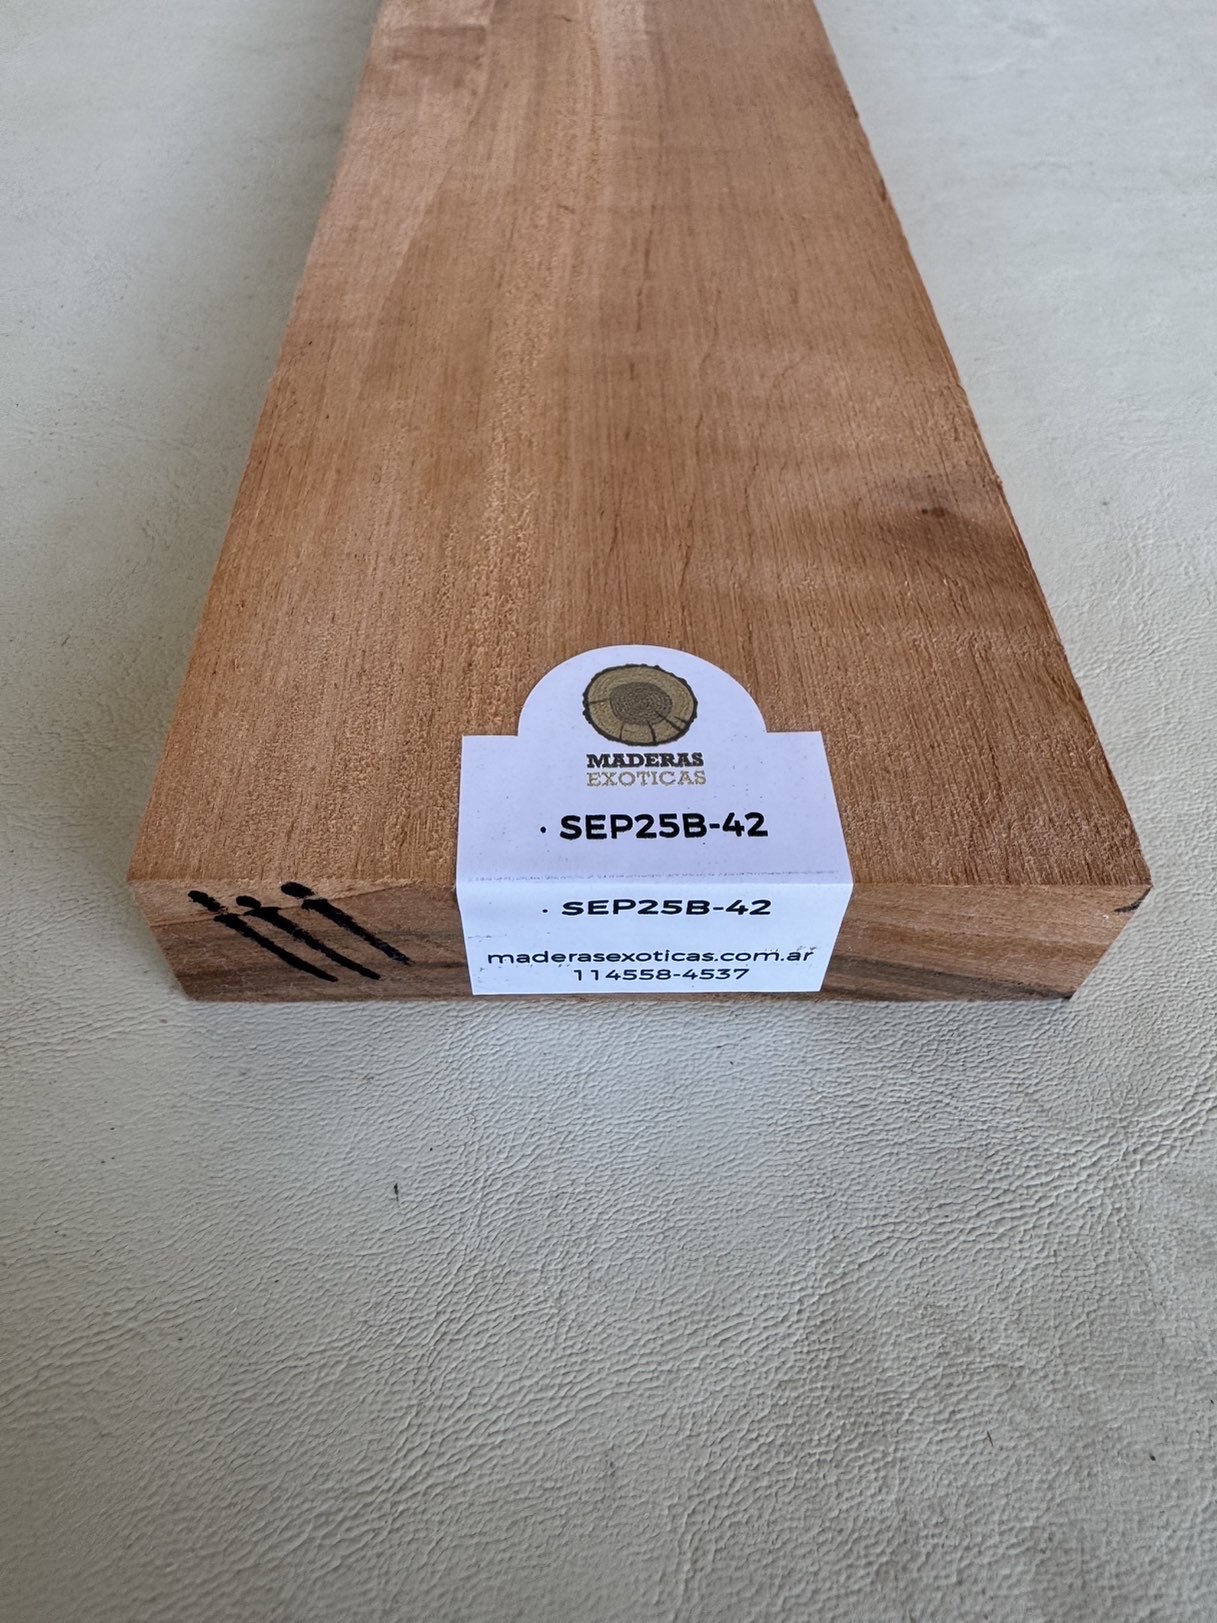 MADERAS
EXOTICAS
· SEP25B-42
· SEP25B-42
maderasexoticas.com.ar
114558-4537